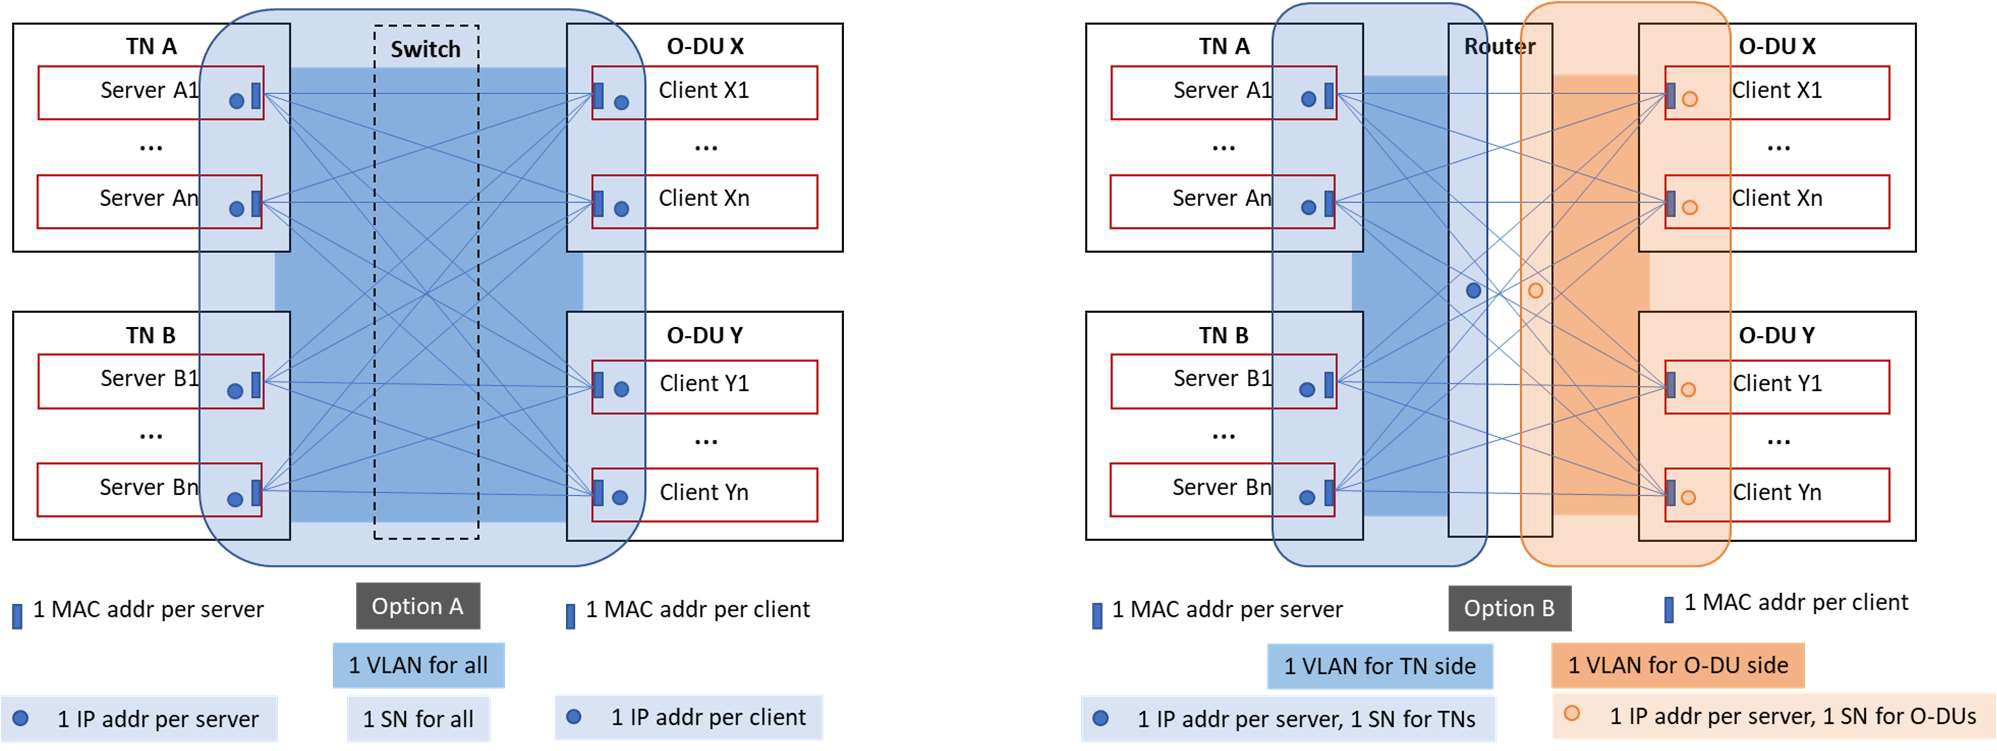 TN A
Server A1
...
Server An
Switch
O-DU X
Client X1
...
Client Xn
TN B
Server B1
...
Server Bn
O-DU Y
Client Y1
...
Client Yn
1 MAC addr per server
Option A
1 MAC addr per client
1 VLAN for all
1 IP addr per server
1 SN for all
1 IP addr per client
TN A
Server A1
...
Server An
Router
O-DU X
Client X1
...
Client Xn
TN B
Server B1
...
Server Bn
O-DU Y
Client Y1
...
Client Yn
1 MAC addr per server
Option B
1 MAC addr per client
1 VLAN for TN side
1 VLAN for O-DU side
1 IP addr per server, 1 SN for TNs
1 IP addr per server, 1 SN for O-DUs